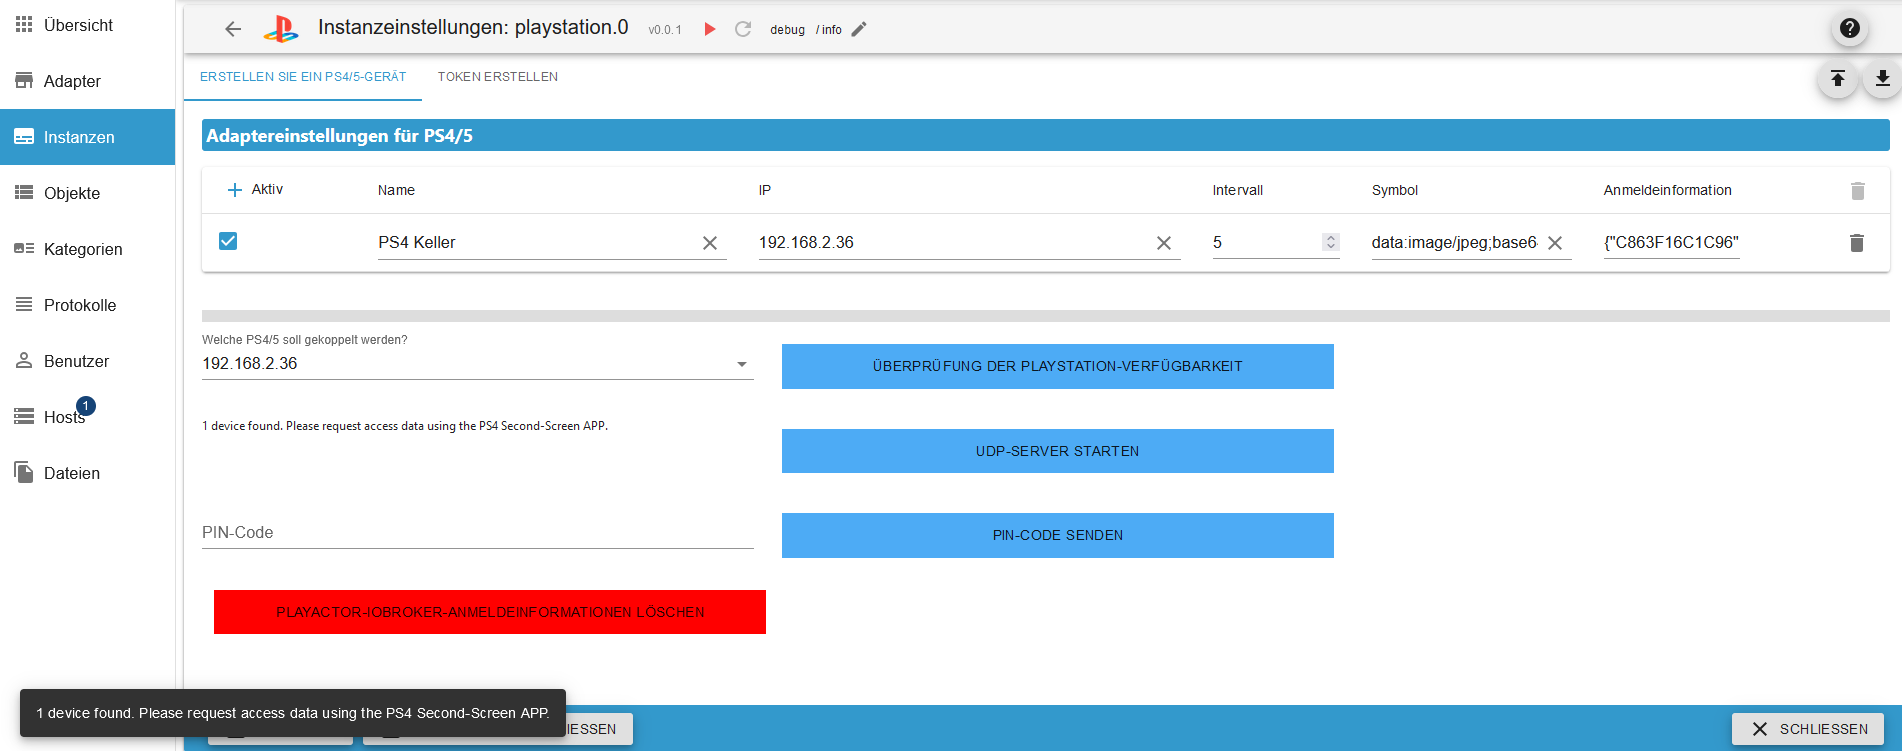 Übersicht
Adapter
Instanzen
Objekte
Kategorien
Protokolle
Benutzer
Hosts
1
Dateien
Instanzeinstellungen: playstation.0 v0.0.1 debug / info
ERSTELLEN SIE EIN PS4/5-GERÄT TOKEN ERSTELLEN
Adaptereinstellungen für PS4/5
Aktiv Name IP Intervall Symbol Anmeldeinformation
PS4 Keller 192.168.2.36 5 data:image/jpeg;base6 {"C863F16C1C96"
Welche PS4/5 soll gekoppelt werden?
192.168.2.36
ÜBERPRÜFUNG DER PLAYSTATION-VERFÜGBARKEIT
1 device found. Please request access data using the PS4 Second-Screen APP.
UDP-SERVER STARTEN
PIN-Code
PIN-CODE SENDEN
PLAYACTOR-IOBROKER-ANMELDEINFORMATIONEN LÖSCHEN
1 device found. Please request access data using the PS4 Second-Screen APP.
IESSEN
SCHLIESSEN